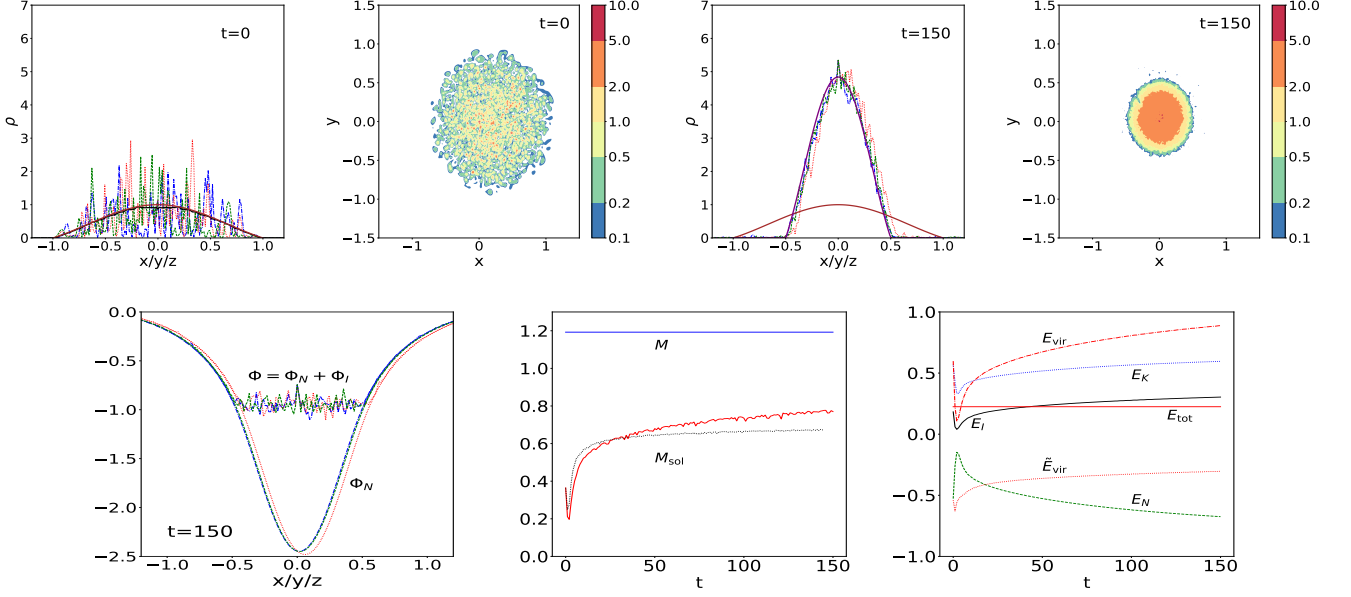 7
6
5
4
3
2
1
0
ρ
t=0
−1.0 −0.5 0.0 0.5 1.0
x/y/z
1.5
1.0
0.5
0.0
−0.5
−1.0
−1.5
y
t=0
−1 0 1
x
10.0
5.0
2.0
1.0
0.5
0.2
0.1
7
6
5
4
3
2
1
0
ρ
t=150
−1.0 −0.5 0.0 0.5 1.0
x/y/z
1.5
1.0
0.5
0.0
−0.5
−1.0
−1.5
y
t=150
−1 0 1
x
10.0
5.0
2.0
1.0
0.5
0.2
0.1
0.0
−0.5
−1.0
−1.5
−2.0
−2.5
Φ = Φ_N + Φ_I
Φ_N
t=150
−1.0 −0.5 0.0 0.5 1.0
x/y/z
1.2
1.0
0.8
0.6
0.4
0.2
0.0
M
M_sol
0 50 100 150
t
1.0
0.5
0.0
−0.5
−1.0
E_vir
E_K
E_tot
E_I
Ẽ_vir
E_N
0 50 100 150
t